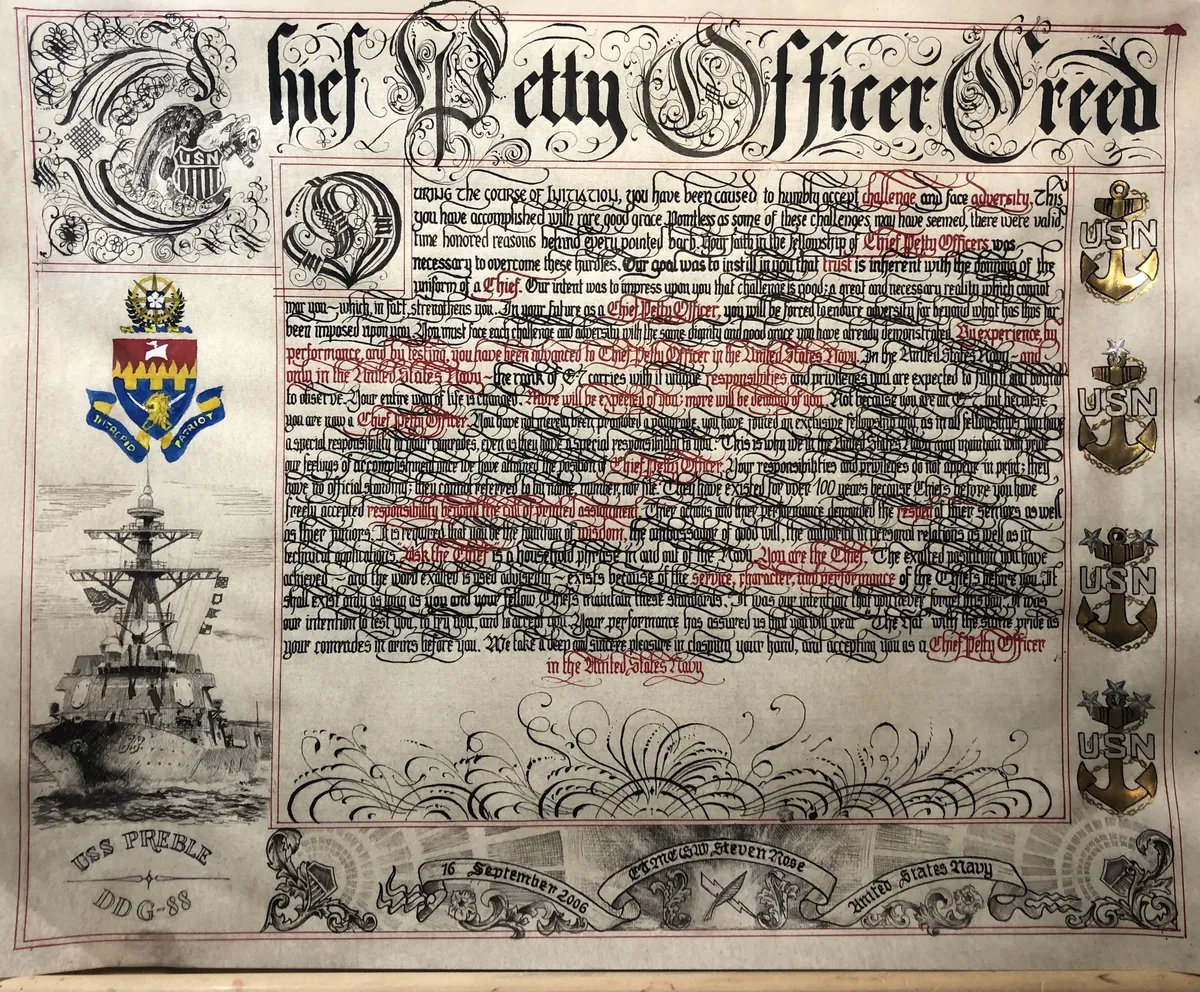 Chief Petty Officer Creed
USN
DURING THE COURSE OF INITIATION, you have been caused to humbly accept challenge and face adversity. This
you have accomplished with rare good grace. Pointless as some of these challenges may have seemed, there were valid,
time honored reasons behind every pointed barb. Your faith in the fellowship of Chief Petty Officers was
necessary to overcome these hurdles. Our goal was to instill in you that trust is inherent with the donning of the
uniform of a Chief. Our intent was to impress upon you that challenge is good; a great and necessary reality which cannot
mar you - which, in fact, strengthens you. In your future as a Chief Petty Officer, you will be forced to endure adversity far beyond what has thus far
been imposed upon you. You must face each challenge and adversity with the same dignity and good grace you have already demonstrated. By experience, by
performance, and by testing, you have been advanced to Chief Petty Officer in the United States Navy. In the United States Navy - and
only in the United States Navy - the rank of E7 carries with it unique responsibilities and privileges you are expected to fulfill and bound
to observe. Your entire way of life is changed. More will be expected of you; more will be demanded of you. Not because you are an E7 but because
you are now a Chief Petty Officer. You have not merely been promoted a paygrade, you have joined an exclusive fellowship and, as in all fellowships, you have
a special responsibility to your comrades, even as they have a special responsibility to you. This is why we in the United States Navy may maintain with pride
our feelings of accomplishment once we have attained the position of Chief Petty Officer. Your responsibilities and privileges do not appear in print; they
have no official standing; they cannot referred to by name, number, nor file. They have existed for over 100 years because Chiefs before you have
freely accepted responsibility beyond the call of printed assignment. Their actions and their performance demanded the respect of their seniors as well
as their juniors. It is required that you be the fountain of wisdom, the ambassador of good will, in personal relations as well as in
technical applications. "Ask the Chief" is a household phrase in and out of the Navy. You are the Chief. The exalted position you have
achieved - and the word exalted is used advisedly - exists because of the service, character, and performance of the Chiefs before you. It
shall exist only as long as you and your fellow Chiefs maintain these standards. It was our intention that you never forget this day. It was
our intention to test you, to try you, and to accept you. Your performance has assured us that you will wear "The Hat" with the same pride as
your comrades in arms before you. We take a deep and sincere pleasure in clasping your hand, and accepting you as a Chief Petty Officer
in the United States Navy
USN
USN
USN
USN
INTREPID PATRIOT
88
USS PREBLE
DDG-88
16 September 2006
Steven Rose
United States Navy